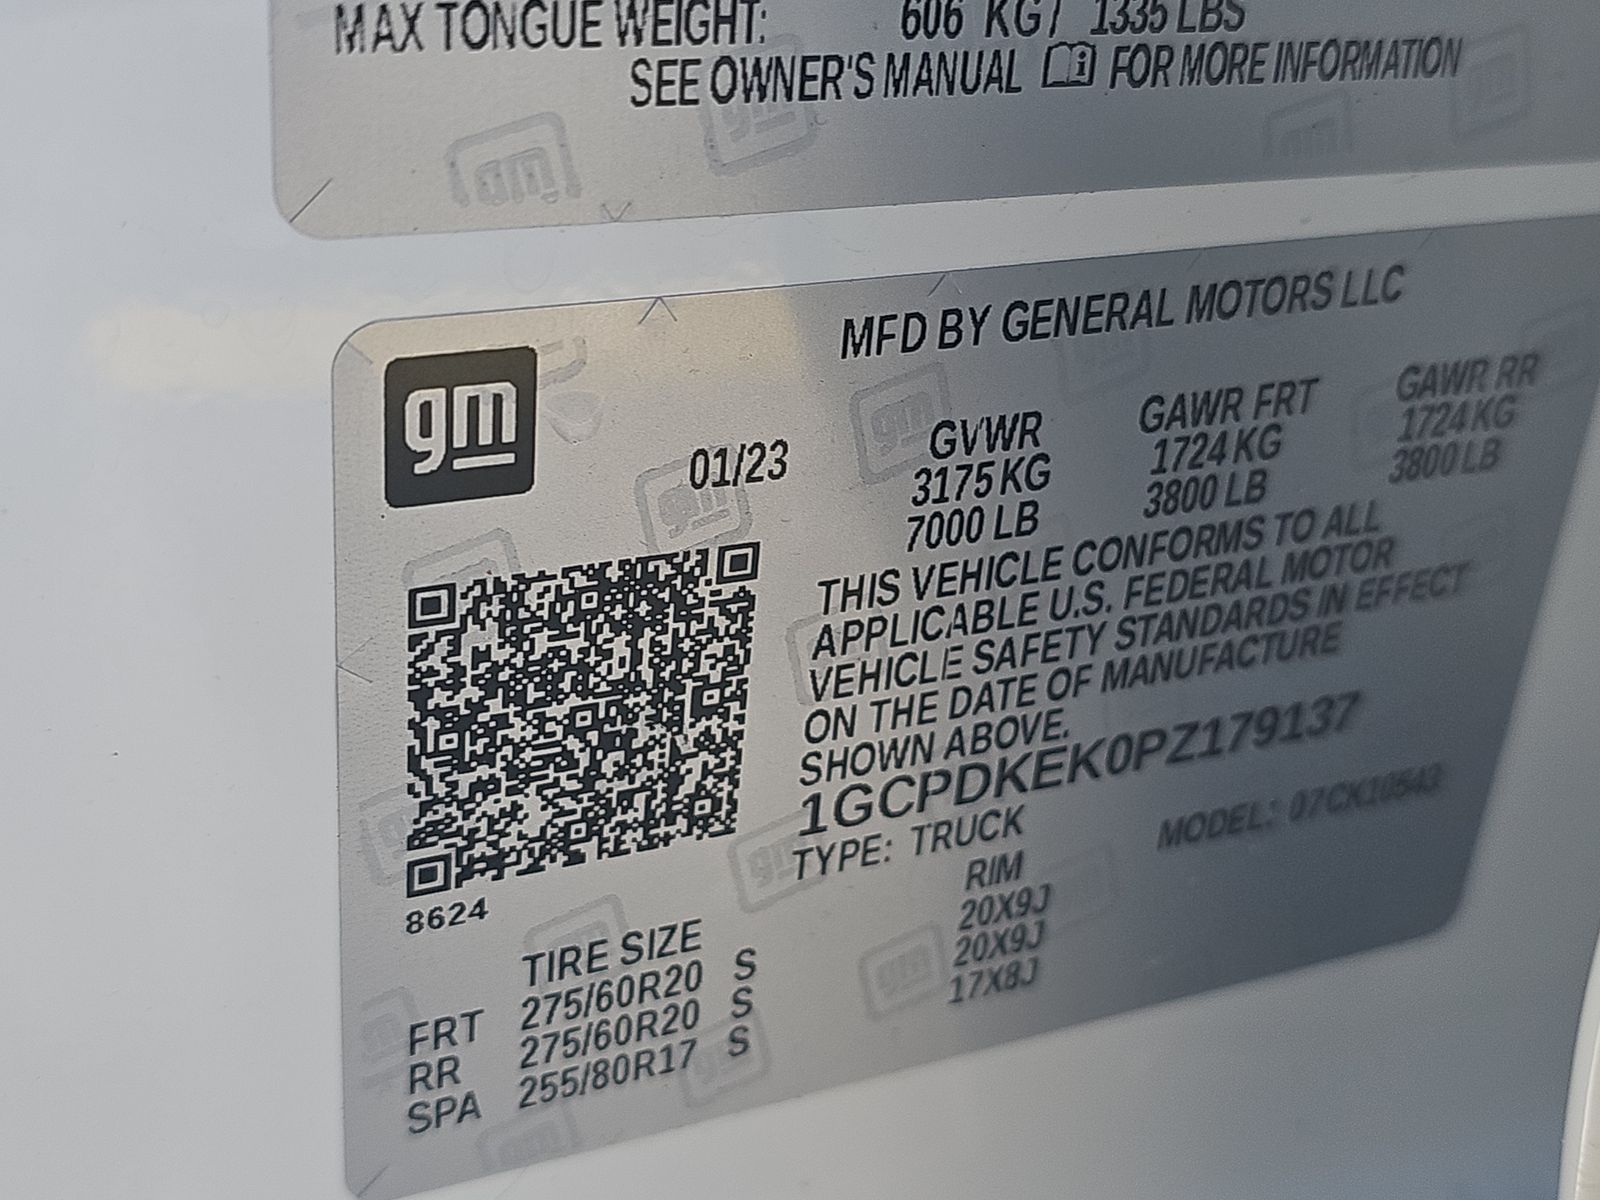 MAX TONGUE WEIGHT: 606 KG/ 1335 LBS
SEE OWNER'S MANUAL FOR MORE INFORMATION
gm
MFD BY GENERAL MOTORS LLC
01/23
GVWR GAWR FRT GAWR RR
3175 KG 1724 KG 1724 KG
7000 LB 3800 LB 3800 LB
THIS VEHICLE CONFORMS TO ALL
APPLICABLE U.S. FEDERAL MOTOR
VEHICLE SAFETY STANDARDS IN EFFECT
ON THE DATE OF MANUFACTURE
SHOWN ABOVE.
1GCPDKEK0PZ179137
TYPE: TRUCK MODEL: 07CK10543
8624
TIRE SIZE RIM
FRT 275/60R20 S 20X9J
RR 275/60R20 S 20X9J
SPA 255/80R17 S 17X8J